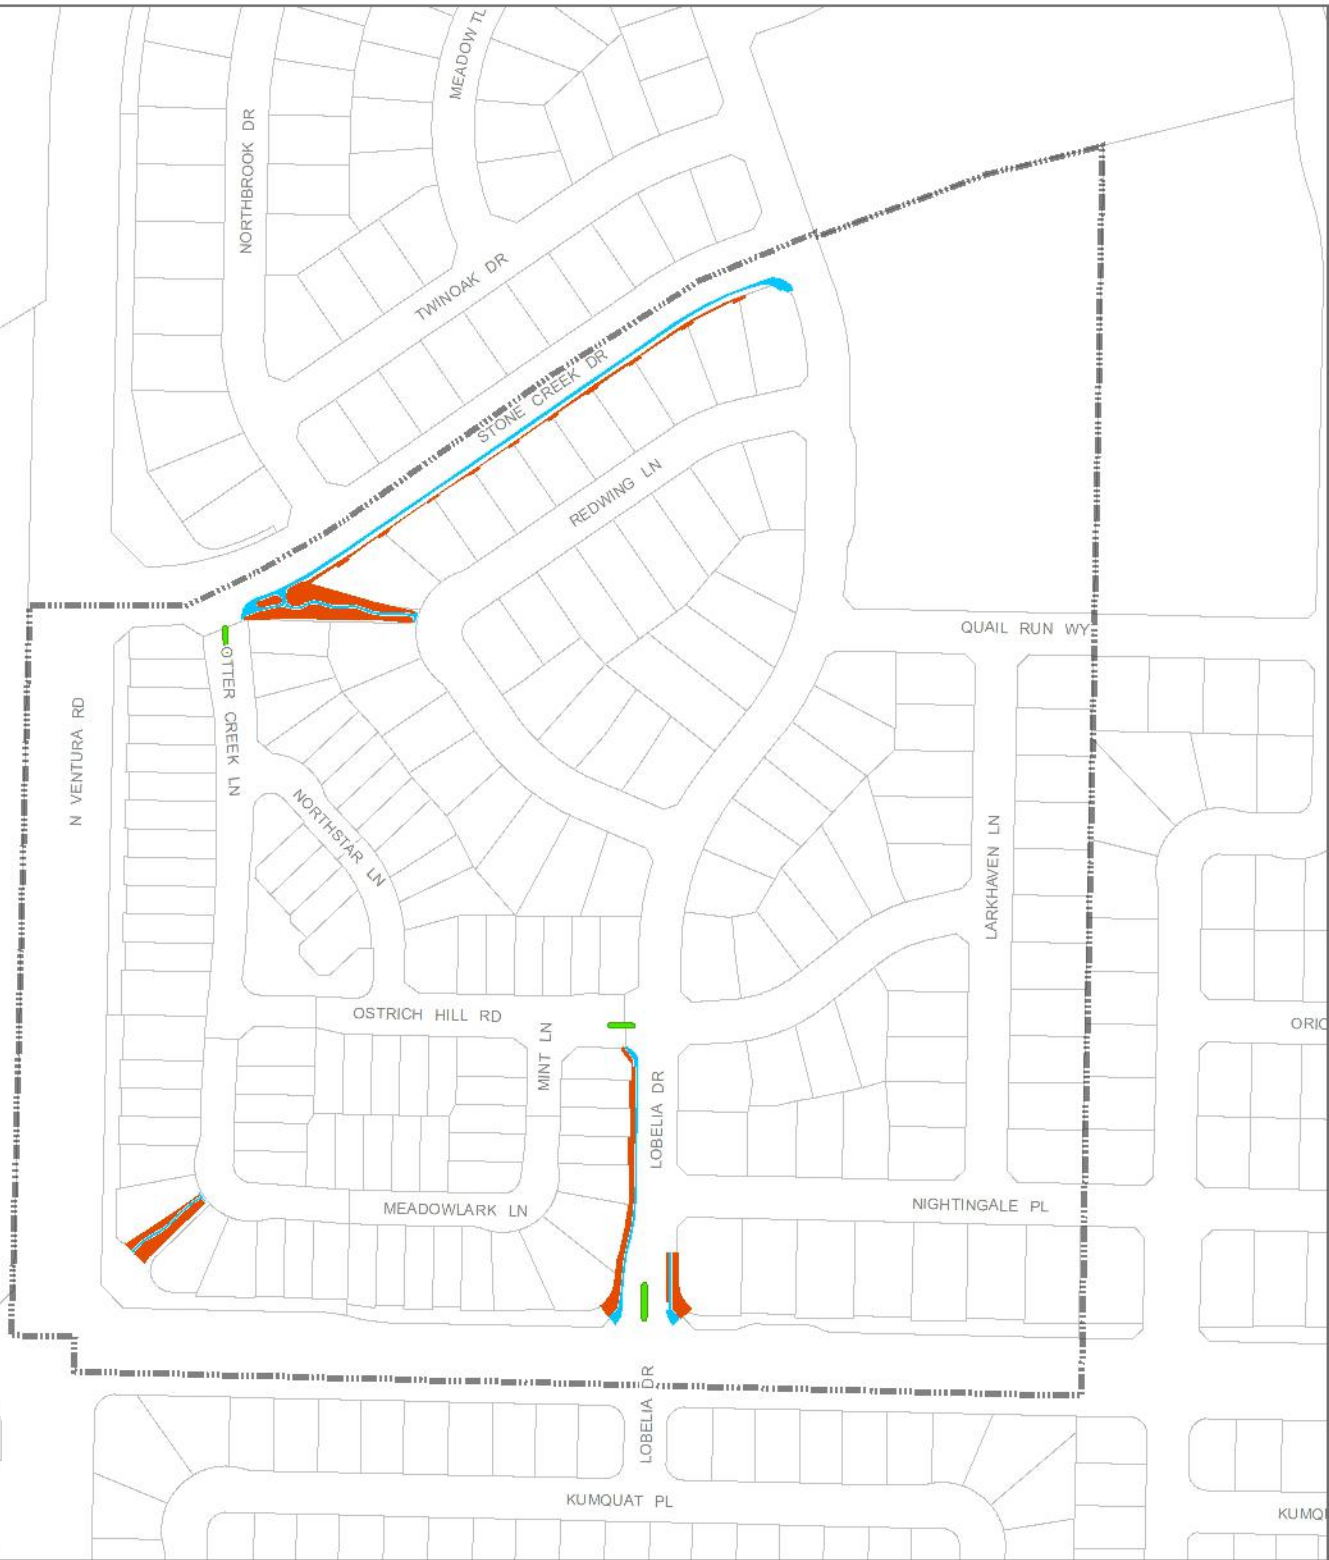 MEADOW TL
NORTHBROOK DR
TWINOAK DR
STONE CREEK DR
REDWING LN
QUAIL RUN WY
OTTER CREEK LN
N VENTURA RD
NORTHSTAR LN
LARKHAVEN LN
OSTRICH HILL RD
MINT LN
ORIC
LOBELIA DR
MEADOWLARK LN
NIGHTINGALE PL
LOBELIA DR
KUMQUAT PL
KUMQU